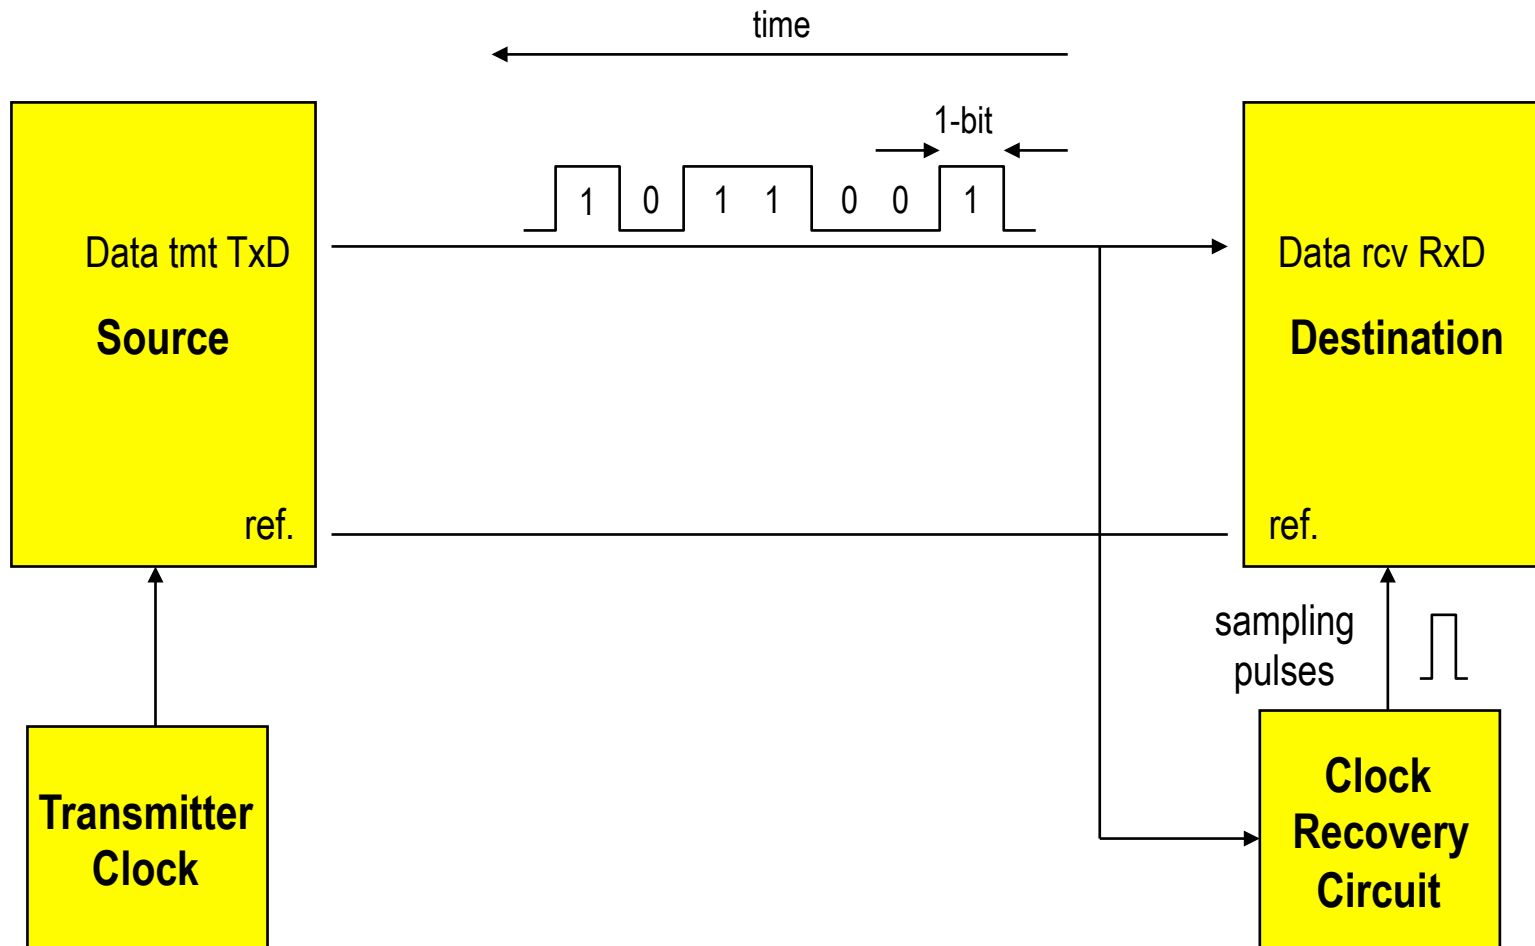 time
1-bit
1 0 1 1 0 0 1
Data tmt TxD
Source
ref.
Data rcv RxD
Destination
ref.
sampling
pulses
Transmitter
Clock
Clock
Recovery
Circuit